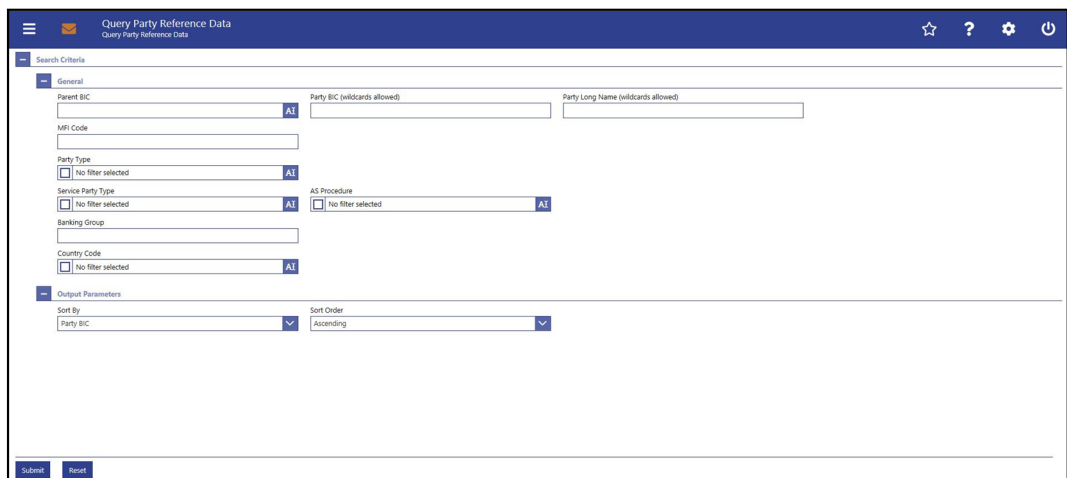 Query Party Reference Data
Query Party Reference Data
Search Criteria
General
Parent BIC Party BIC (wildcards allowed) Party Long Name (wildcards allowed)
AI
MFI Code
Party Type
No filter selected AI
Service Party Type AS Procedure
No filter selected AI No filter selected AI
Banking Group
Country Code
No filter selected AI
Output Parameters
Sort By Sort Order
Party BIC Ascending
Submit Reset